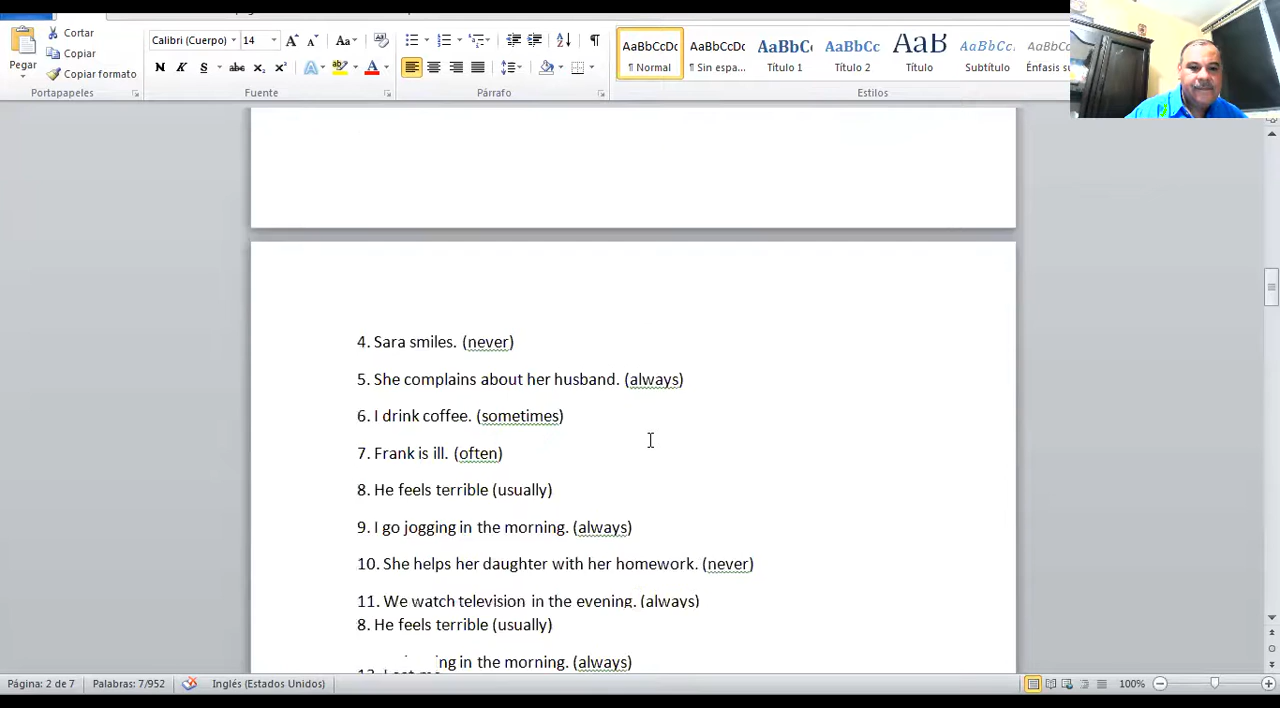 Cortar
Calibri (Cuerpo) 14 Aa
AaBbCcDc AaBbCcDc AaBbC AaBbCc AaB AaBbCc. AaBbCc
Copiar
Pegar
Copiar formato
N K S abc x₂ x² A A
¶ Normal ¶ Sin espa... Título 1 Título 2 Título Subtítulo Énfasis
Portapapeles Fuente Párrafo Estilos
4. Sara smiles. (never)
5. She complains about her husband. (always)
6. I drink coffee. (sometimes)
7. Frank is ill. (often)
8. He feels terrible (usually)
9. I go jogging in the morning. (always)
10. She helps her daughter with her homework. (never)
11. We watch television in the evening. (always)
8. He feels terrible (usually)
ng in the morning. (always)
Página: 2 de 7 Palabras: 7/952 Inglés (Estados Unidos) 100%